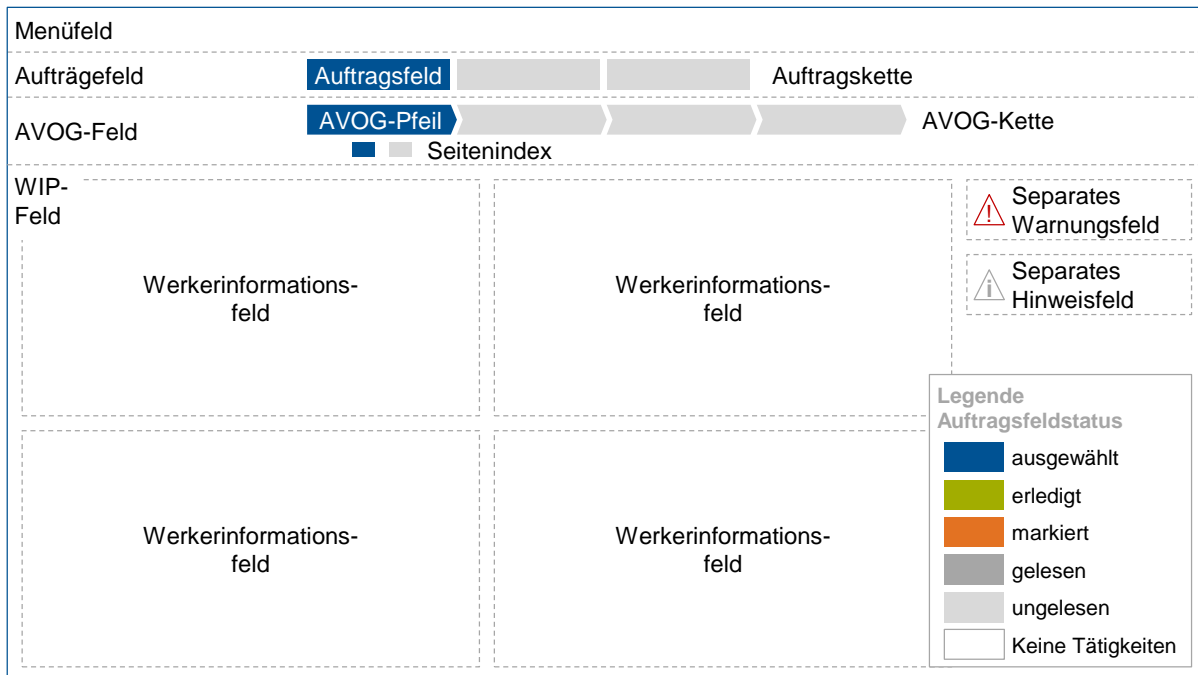 Menüfeld
Aufträgefeld
Auftragsfeld
Auftragskette
AVOG-Feld
AVOG-Pfeil
AVOG-Kette
Seitenindex
WIP-
Feld
Werkerinformations-
feld
Werkerinformations-
feld
! Separates
Warnungsfeld
i Separates
Hinweisfeld
Werkerinformations-
feld
Werkerinformations-
feld
Legende
Auftragsfeldstatus
ausgewählt
erledigt
markiert
gelesen
ungelesen
Keine Tätigkeiten